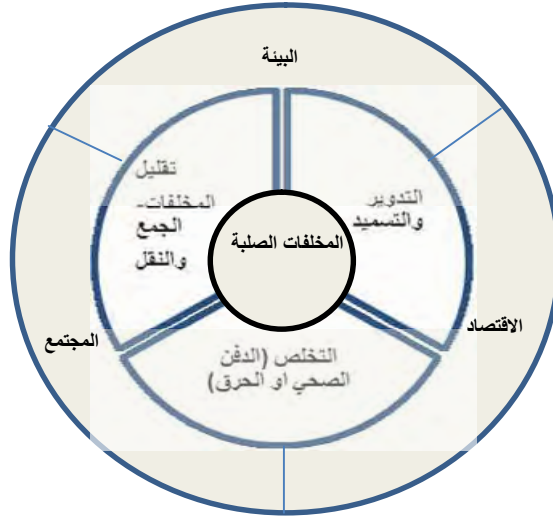 البيئة
التدوير
والتسميد
تقليل
المخلفات-
الجمع
والنقل
المخلفات الصلبة
الاقتصاد
المجتمع
التخلص (الدفن
الصحي او الحرق)